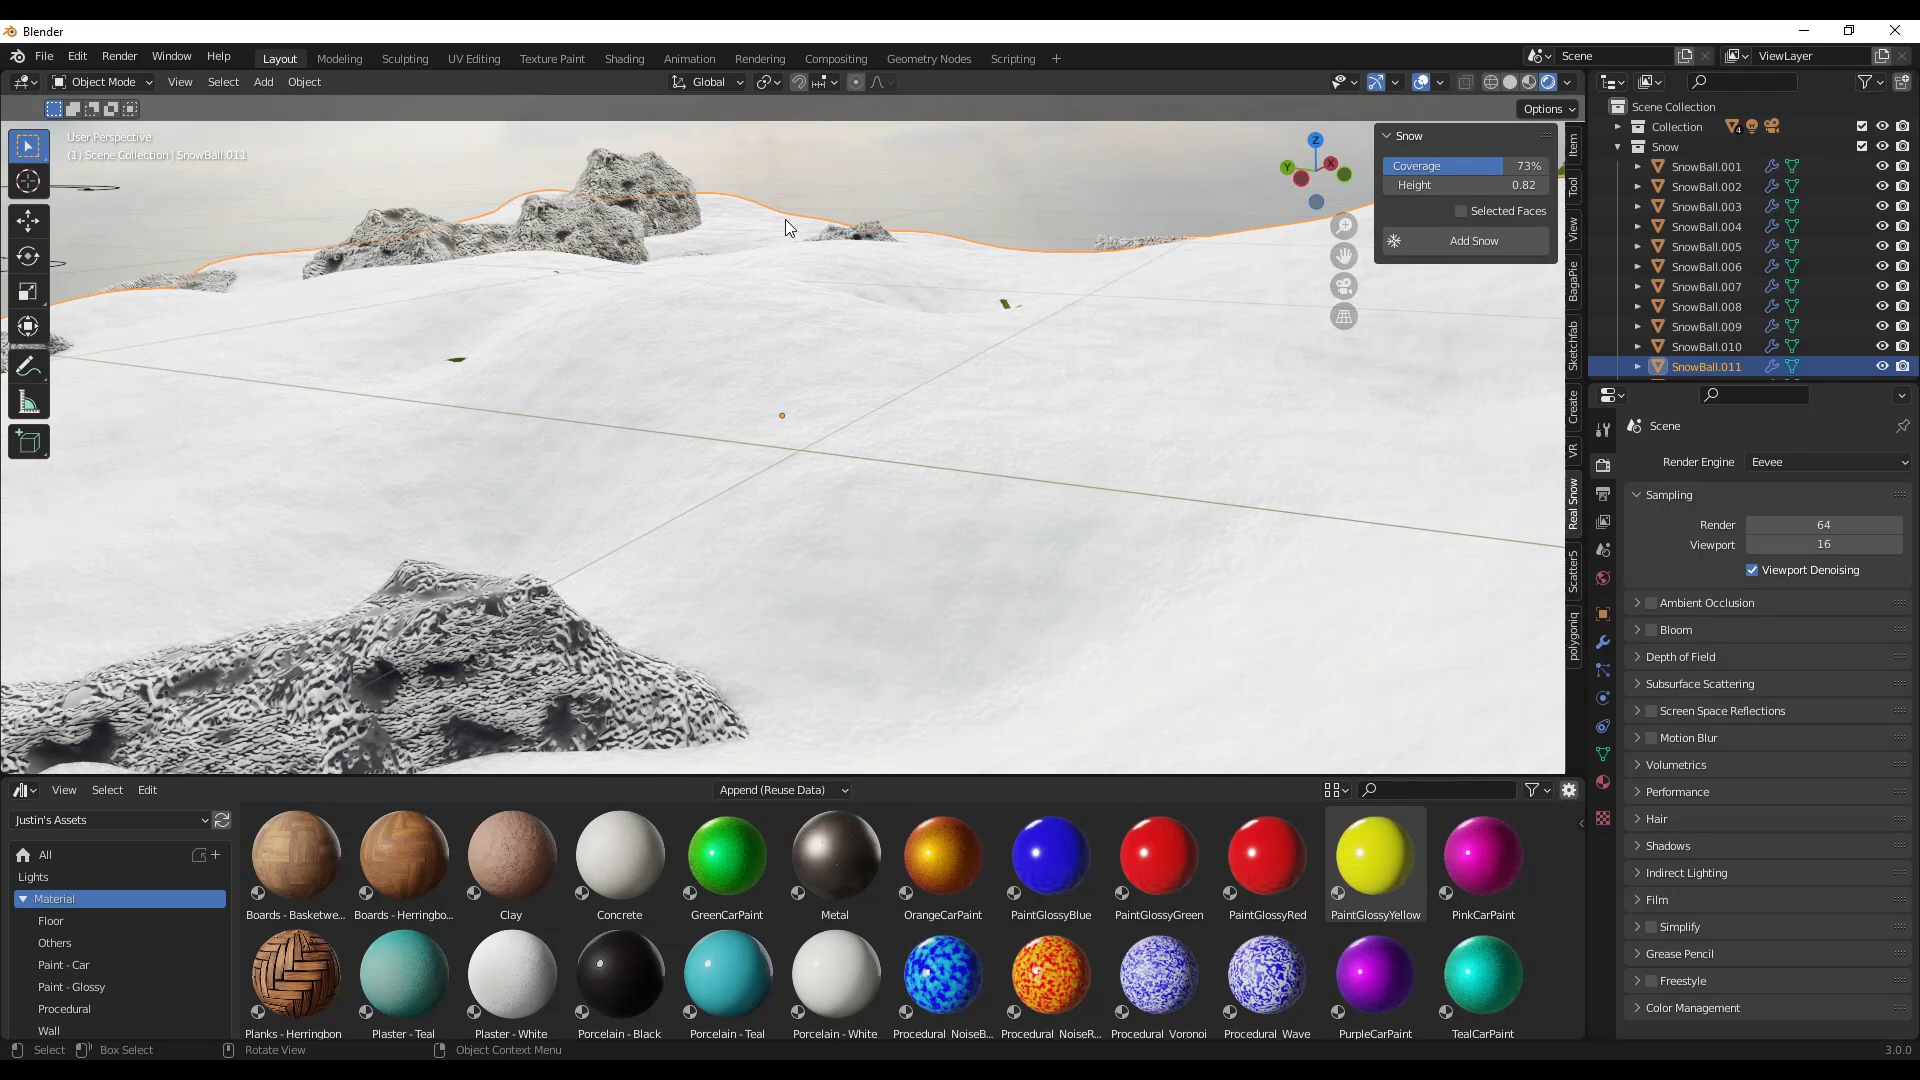 Blender
File Edit Render Window Help
Layout Modeling Sculpting UV Editing Texture Paint Shading Animation Rendering Compositing Geometry Nodes Scripting +
Scene
ViewLayer
Object Mode View Select Add Object
Global
Options
User Perspective
(1) Scene Collection | SnowBall.011
Z
Y
X
Snow
Coverage 73%
Height 0.82
Selected Faces
Add Snow
Item
Tool
View
BagaPie
Sketchfab
Create
VR
Real Snow
Scatter5
polygoniq
Scene Collection
Collection 4
Snow
SnowBall.001
SnowBall.002
SnowBall.003
SnowBall.004
SnowBall.005
SnowBall.006
SnowBall.007
SnowBall.008
SnowBall.009
SnowBall.010
SnowBall.011
Scene
Render Engine Eevee
Sampling
Render 64
Viewport 16
Viewport Denoising
Ambient Occlusion
Bloom
Depth of Field
Subsurface Scattering
Screen Space Reflections
Motion Blur
Volumetrics
Performance
Hair
Shadows
Indirect Lighting
Film
Simplify
Grease Pencil
Freestyle
Color Management
View Select Edit
Append (Reuse Data)
Justin's Assets
All
Lights
Material
Floor
Others
Paint - Car
Paint - Glossy
Procedural
Wall
Boards - Basketwe... Boards - Herringbo... Clay Concrete GreenCarPaint Metal OrangeCarPaint PaintGlossyBlue PaintGlossyGreen PaintGlossyRed PaintGlossyYellow PinkCarPaint
Planks - Herringbon Plaster - Teal Plaster - White Porcelain - Black Porcelain - Teal Porcelain - White Procedural_NoiseB... Procedural_NoiseR... Procedural_Voronoi Procedural_Wave PurpleCarPaint TealCarPaint
Select Box Select Rotate View Object Context Menu
3.0.0